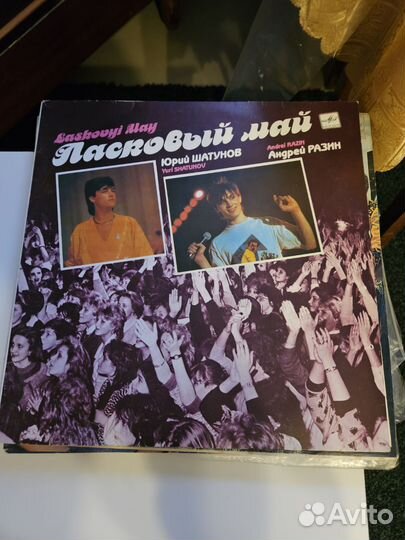 Laskovyi May
Ласковый май
Юрий ШАТУНОВ
Yuri SHATUNOV
Andrei RAZIN
Андрей РАЗИН
Avito